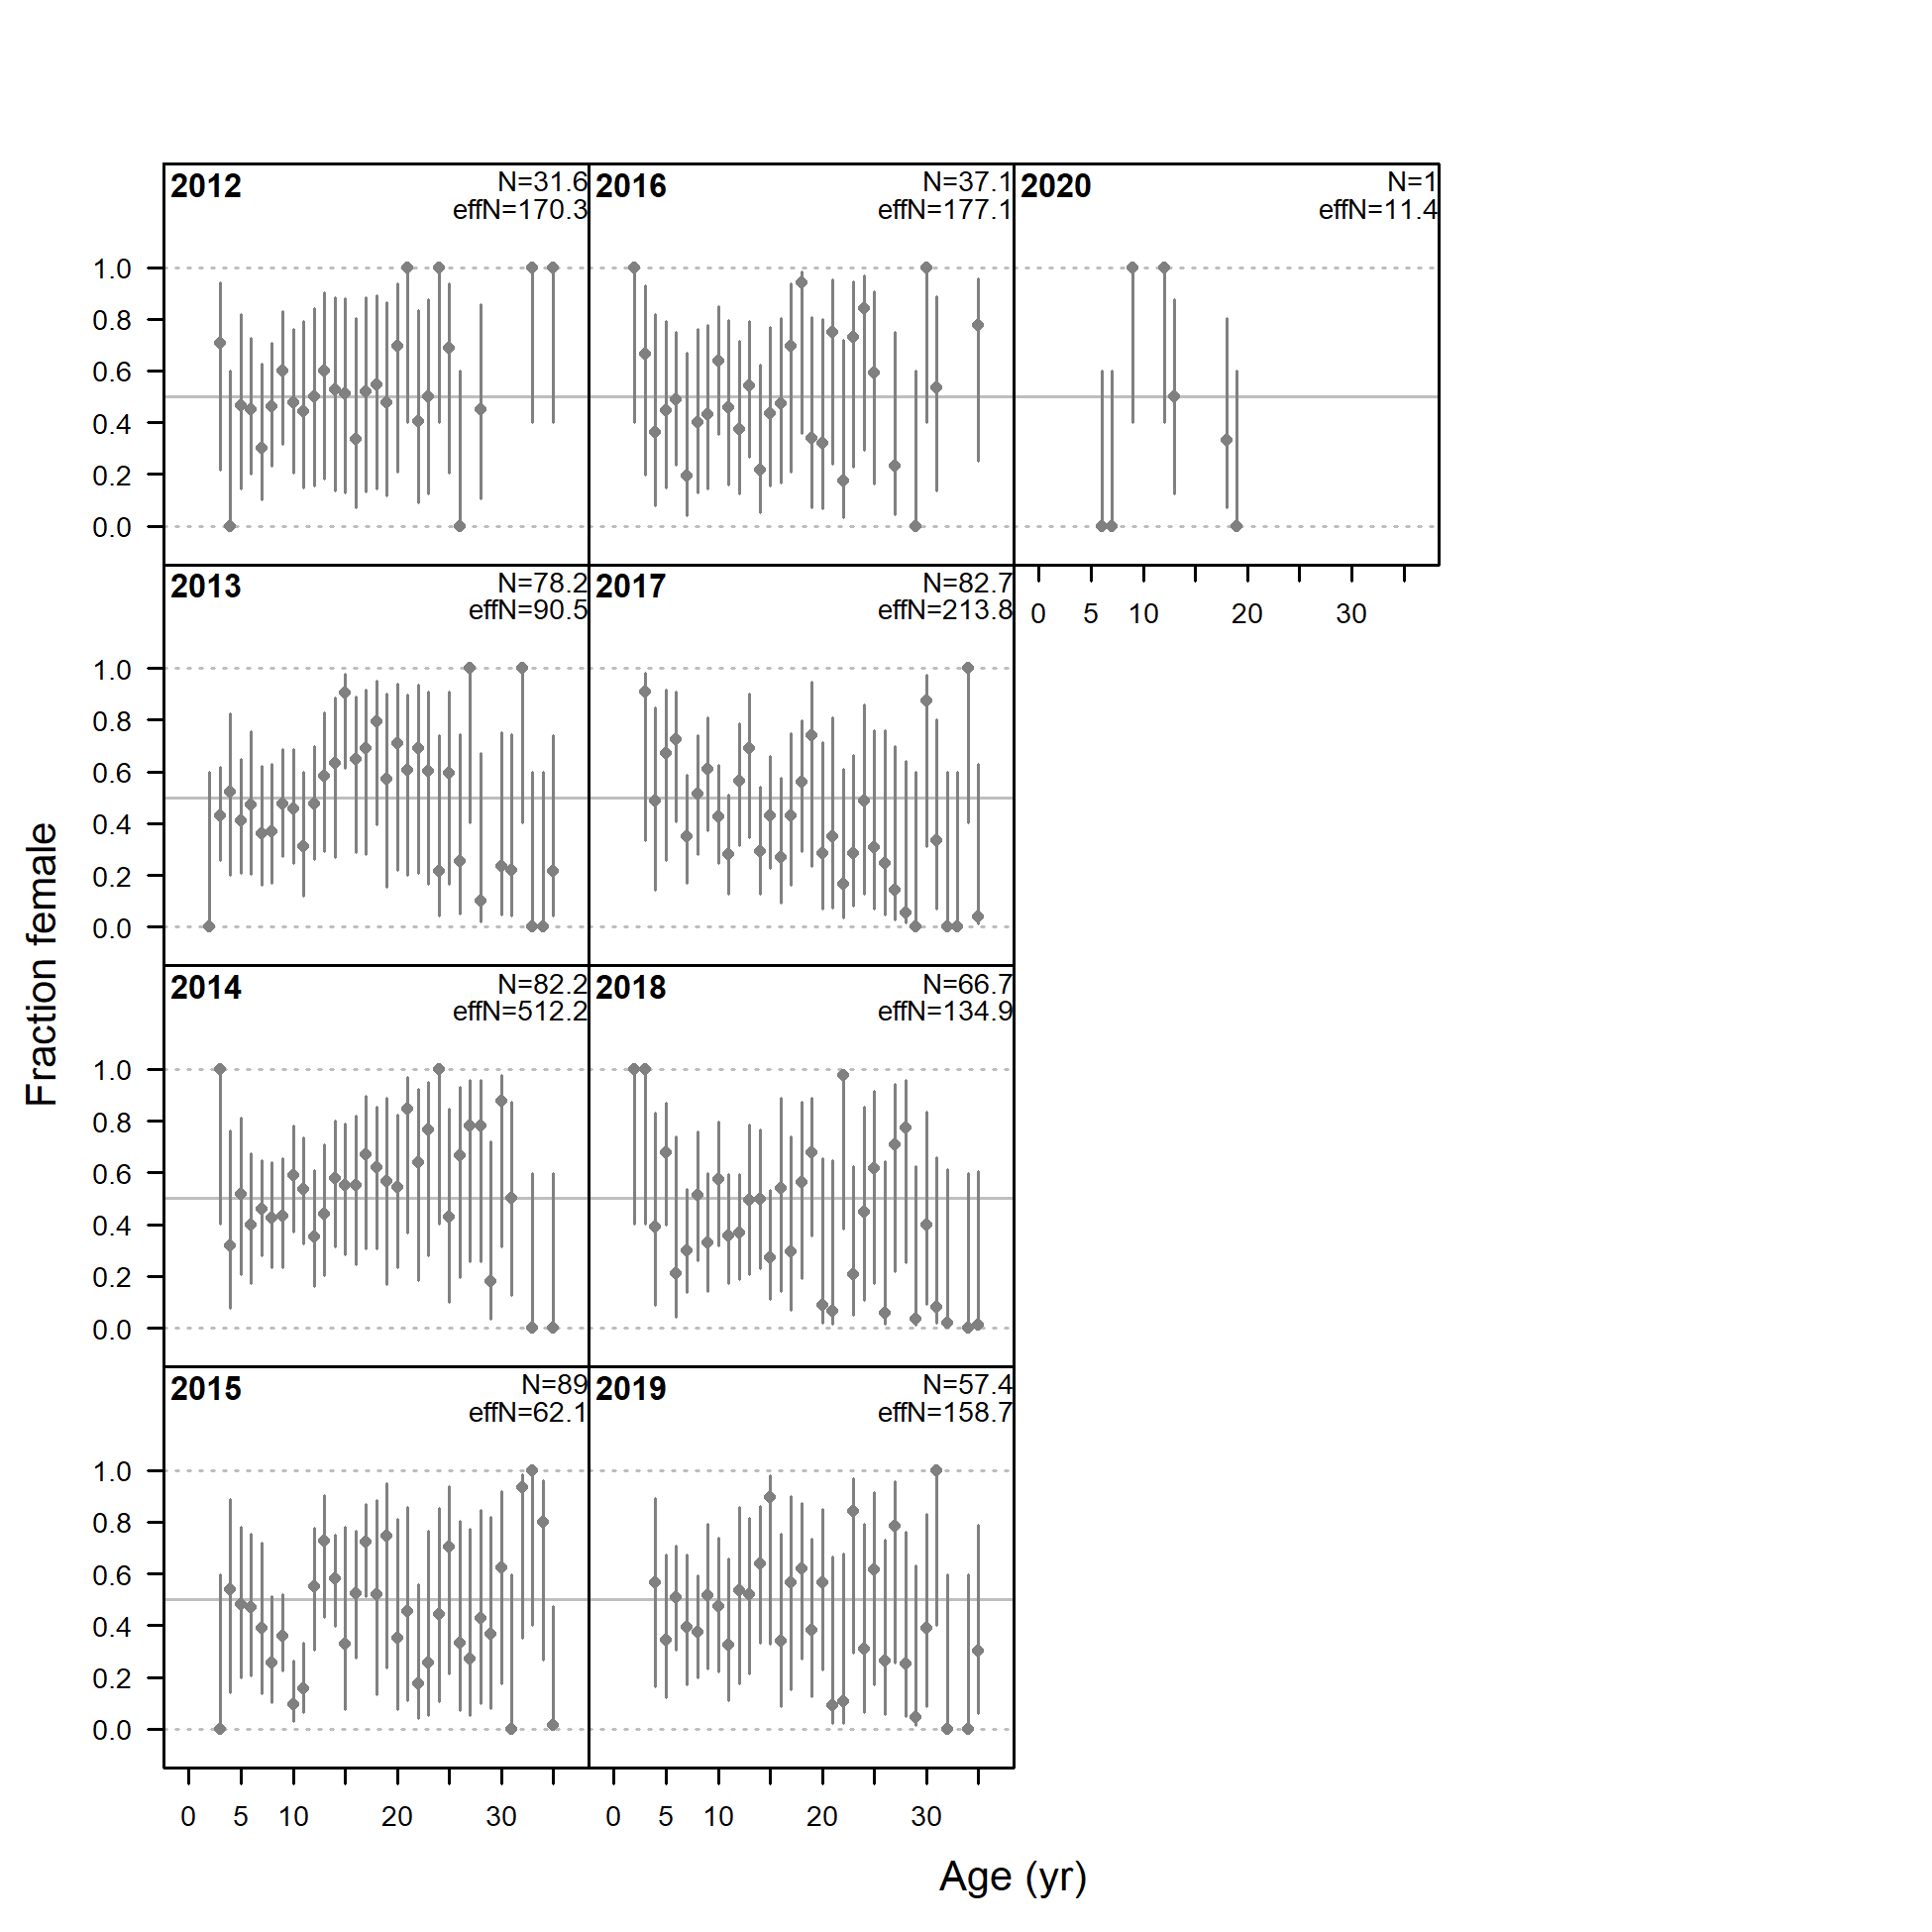 2012
N=31.6
effN=170.3
2016
N=37.1
effN=177.1
2020
N=1
effN=11.4
1.0
0.8
0.6
0.4
0.2
0.0
0 5 10 20 30
2013
N=78.2
effN=90.5
2017
N=82.7
effN=213.8
1.0
0.8
0.6
0.4
0.2
0.0
2014
N=82.2
effN=512.2
2018
N=66.7
effN=134.9
1.0
0.8
0.6
0.4
0.2
0.0
2015
N=89
effN=62.1
2019
N=57.4
effN=158.7
1.0
0.8
0.6
0.4
0.2
0.0
0 5 10 20 30
0 5 10 20 30
Fraction female
Age (yr)